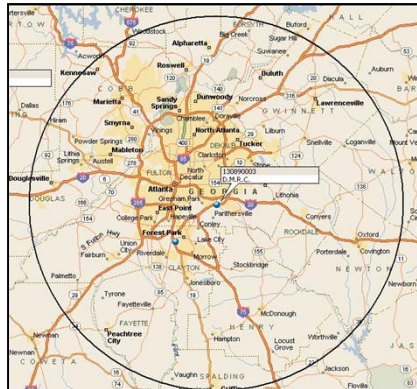 CHEROKEE
FORSYTH
HALL
Woodstock
Big Creek
Buford
Sugar Hill
Alpharetta
Suwanee
Acworth
Roswell
Kennesaw
Duluth
Dacula
Auburn
COBB
Marietta
Sandy
Springs
Dunwoody
Norcross
GWINNETT
Lawrenceville
Dallas
Smyrna
Vinings
Chamblee
Doraville
North Atlanta
Lilburn
Snellville
Loganville
Hiram
Powder Springs
Mableton
DEKALB
Tucker
Clarkston
Stone
Lithia
Springs
Austell
FULTON
North
Decatur
130890003
D.M.R.C.
Douglasville
Atlanta
GEORGIA
Lithonia
DOUGLAS
Gresham Park
East
Point
Panthersville
College Park
Hapeville
Conley
Conyers
Oxford
Forest Park
ROCKDALE
Covington
Porterdale
Union
City
Lake City
Fairburn
Riverdale
Morrow
Stockbridge
NEWTON
Palmetto
CLAYTON
Jonesboro
Tyrone
Fayetteville
McDonough
FAYETTE
HENRY
Peachtree
City
Hampton
Locust
Grove
Worthville
Newnan
Jackson
COWETA
Flint
Vaughn
SPALDING
Jenkinsburg
Flovilla